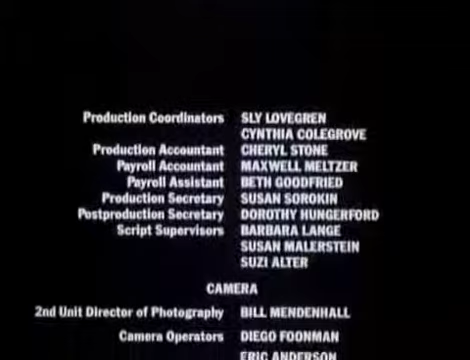 Production Coordinators SLY LOVEGREN
CYNTHIA COLEGROVE
Production Accountant CHERYL STONE
Payroll Accountant MAXWELL MELTZER
Payroll Assistant BETH GOODFRIED
Production Secretary SUSAN SOROKIN
Postproduction Secretary DOROTHY HUNGERFORD
Script Supervisors BARBARA LANGE
SUSAN MALERSTEIN
SUZI ALTER
CAMERA
2nd Unit Director of Photography BILL MENDENHALL
Camera Operators DIEGO FOONMAN
ERIC ANDERSON